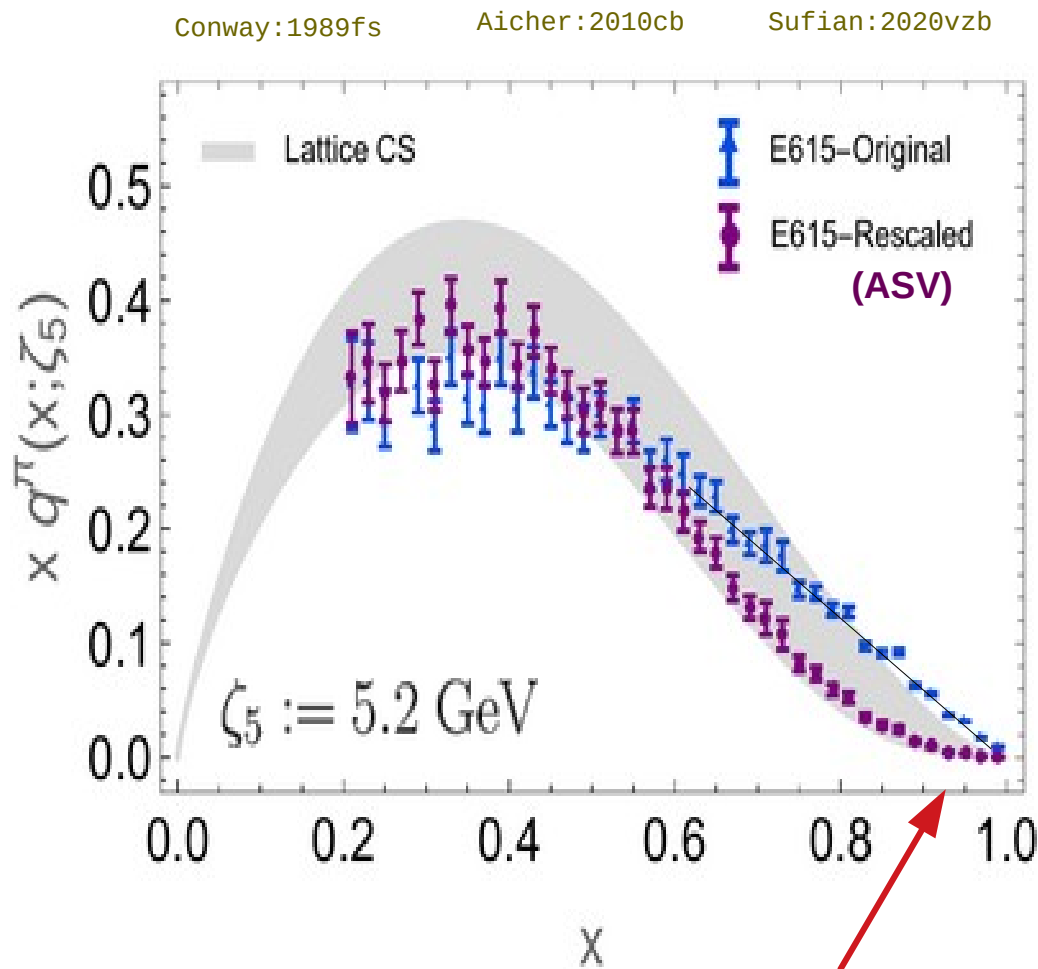 Conway:1989fs Aicher:2010cb Sufian:2020vzb
Lattice CS
E615-Original
E615-Rescaled
(ASV)
0.5
0.4
0.3
0.2
0.1
0.0
x q^π(x;ζ₅)
ζ₅ := 5.2 GeV
0.0 0.2 0.4 0.6 0.8 1.0
X